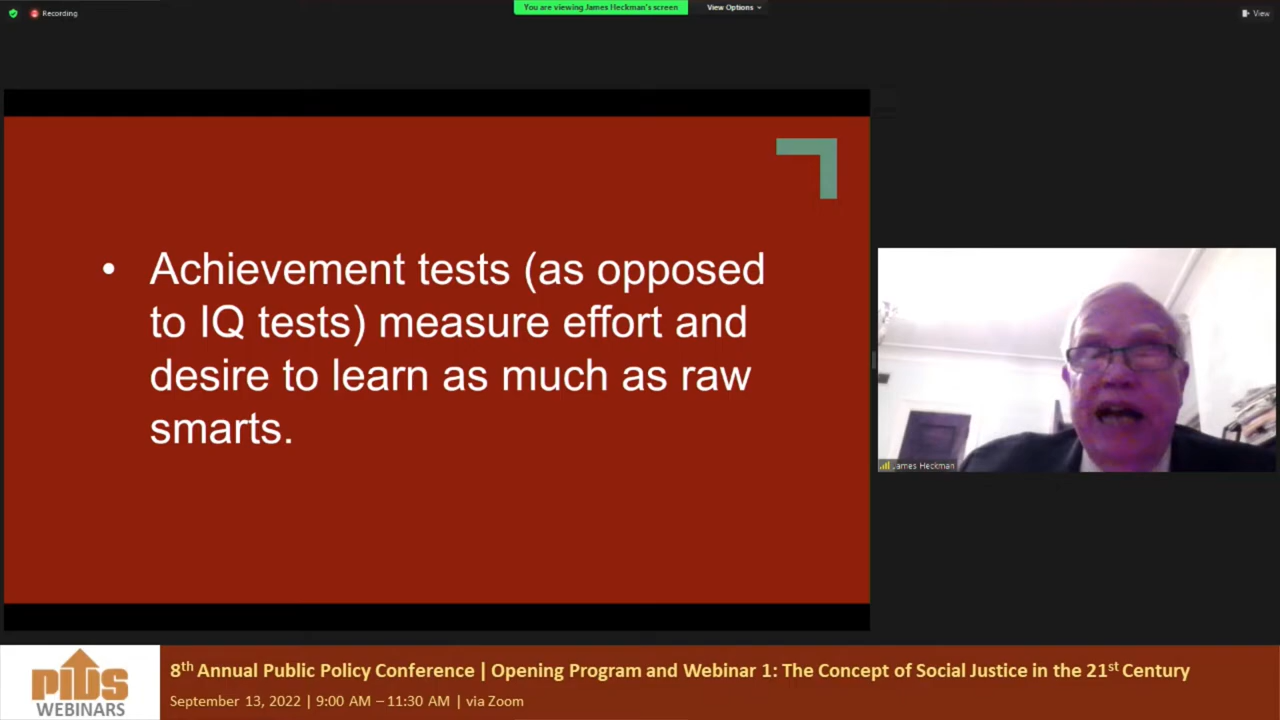 Recording
You are viewing James Heckman's screen
View Options
View
• Achievement tests (as opposed
to IQ tests) measure effort and
desire to learn as much as raw
smarts.
James Heckman
PIDS
WEBINARS
8th Annual Public Policy Conference | Opening Program and Webinar 1: The Concept of Social Justice in the 21st Century
September 13, 2022 | 9:00 AM – 11:30 AM | via Zoom